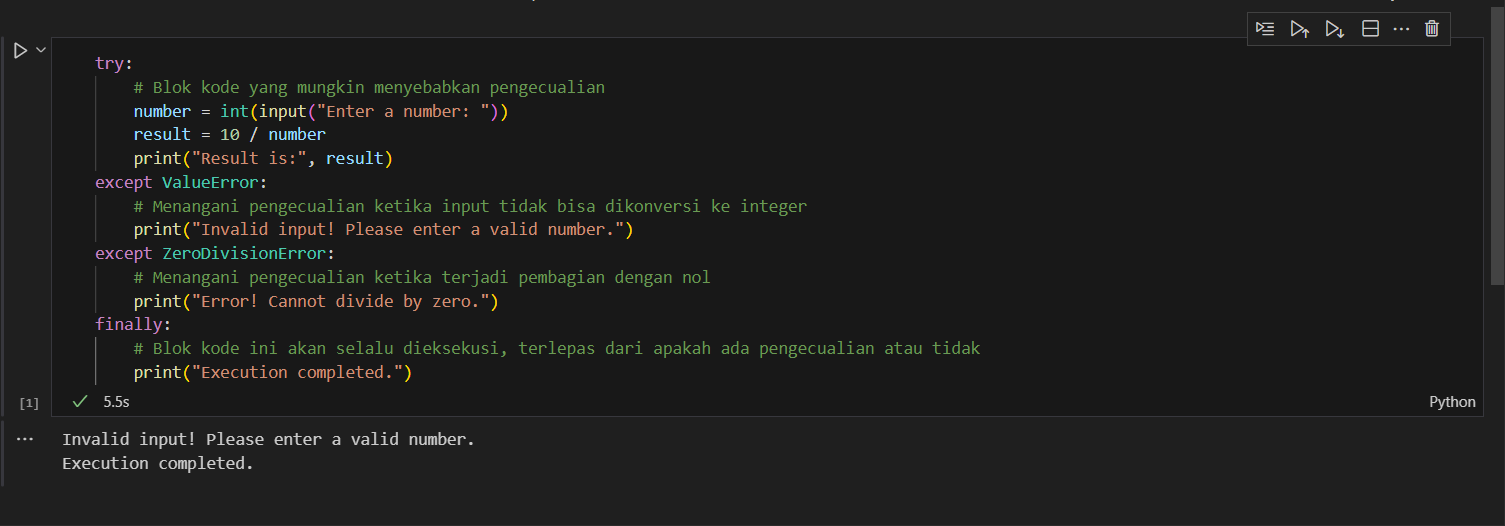 try:
    # Blok kode yang mungkin menyebabkan pengecualian
    number = int(input("Enter a number: "))
    result = 10 / number
    print("Result is:", result)
except ValueError:
    # Menangani pengecualian ketika input tidak bisa dikonversi ke integer
    print("Invalid input! Please enter a valid number.")
except ZeroDivisionError:
    # Menangani pengecualian ketika terjadi pembagian dengan nol
    print("Error! Cannot divide by zero.")
finally:
    # Blok kode ini akan selalu dieksekusi, terlepas dari apakah ada pengecualian atau tidak
    print("Execution completed.")
[1] 5.5s Python
Invalid input! Please enter a valid number.
Execution completed.